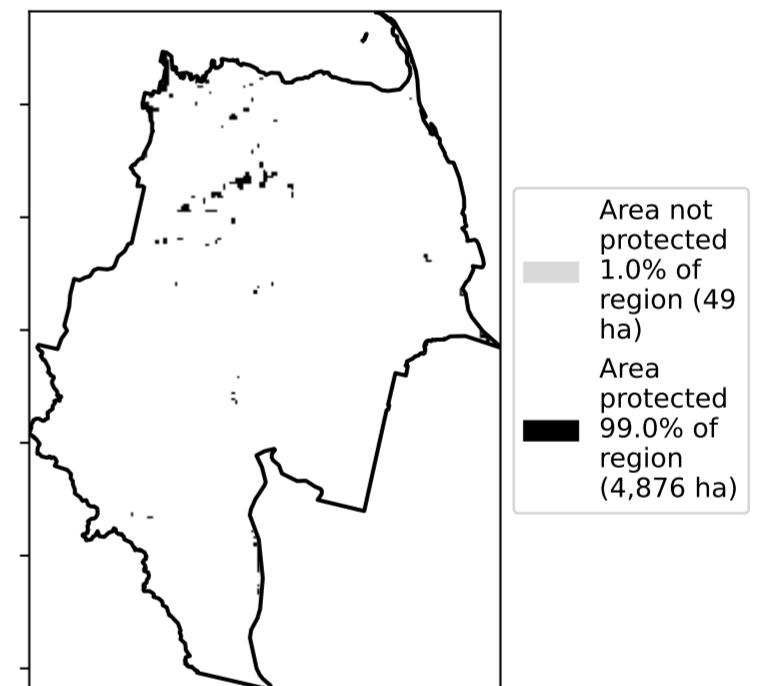 Area not
protected
1.0% of
region (49
ha)
Area
protected
99.0% of
region
(4,876 ha)